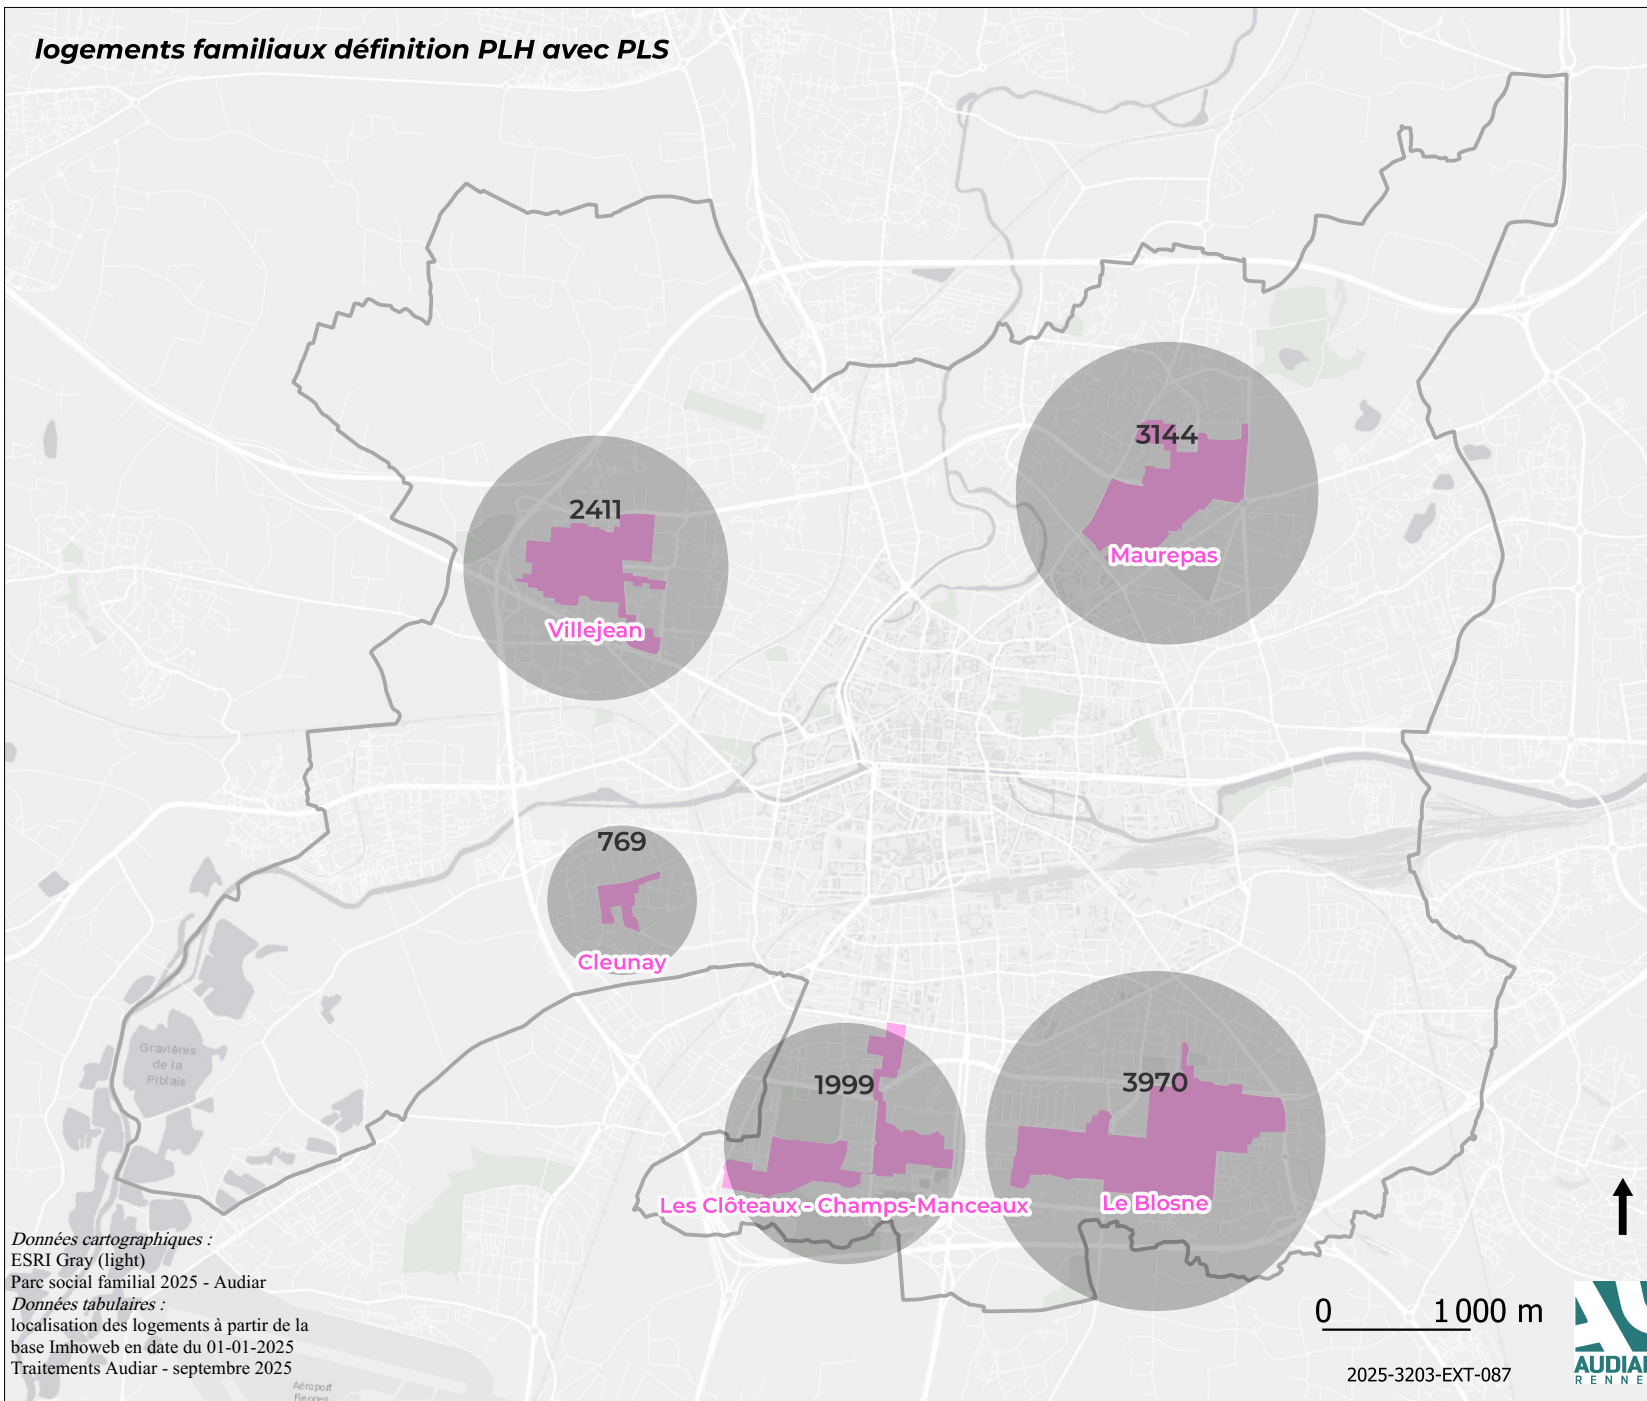 logements familiaux définition PLH avec PLS
3144
Maurepas
2411
Villejean
769
Cleunay
Gravières
de la
Piblais
1999
Les Clôteaux - Champs-Manceaux
3970
Le Blosne
Données cartographiques :
ESRI Gray (light)
Parc social familial 2025 - Audiar
Données tabulaires :
localisation des logements à partir de la
base Imhoweb en date du 01-01-2025
Traitements Audiar - septembre 2025
Aéroport
Rennes
0 1 000 m
2025-3203-EXT-087
AUDIA
RENNE